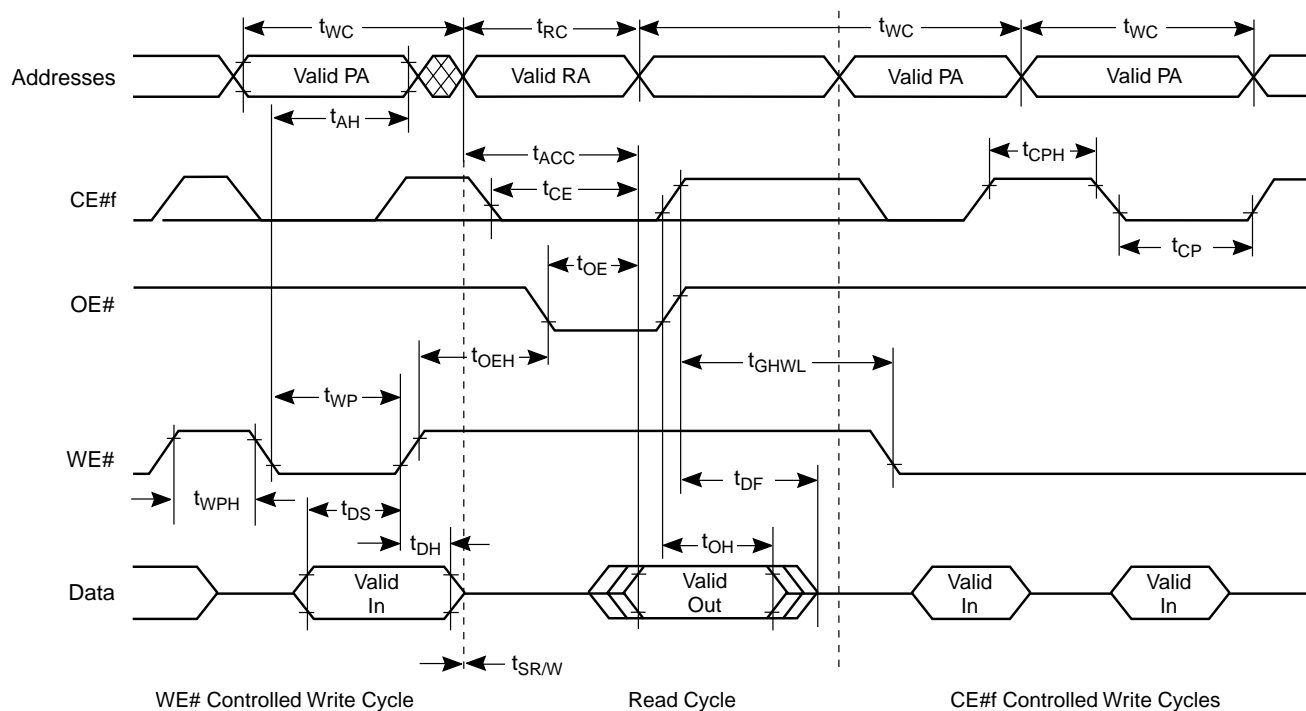 tWC tRC tWC tWC
Addresses Valid PA Valid RA Valid PA Valid PA
tAH
tACC tCPH
CE#f tCE
tCP
tOE
OE#
tOEH tGHWL
tWP
WE#
tWPH tDS tDF
tDH tOH
Data Valid In Valid Out Valid In Valid In
tSR/W
WE# Controlled Write Cycle Read Cycle CE#f Controlled Write Cycles